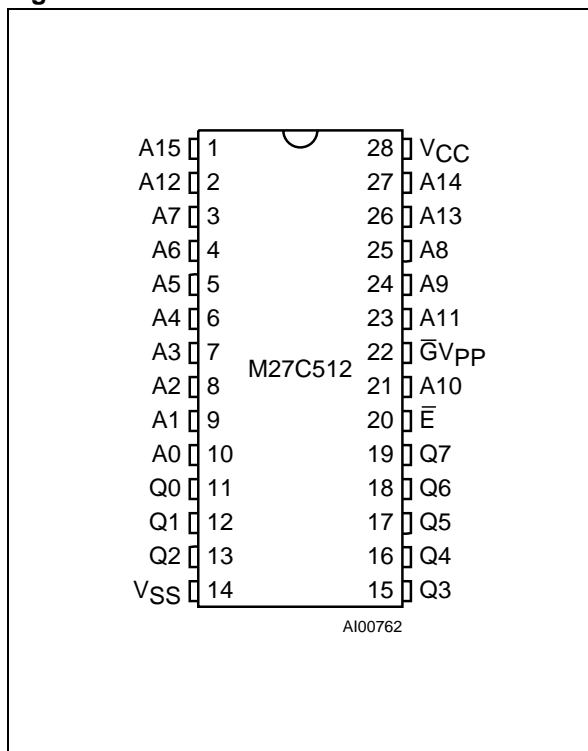 A15 1 28 VCC
A12 2 27 A14
A7 3 26 A13
A6 4 25 A8
A5 5 24 A9
A4 6 23 A11
A3 7 22 G̅VPP
M27C512
A2 8 21 A10
A1 9 20 E̅
A0 10 19 Q7
Q0 11 18 Q6
Q1 12 17 Q5
Q2 13 16 Q4
VSS 14 15 Q3
AI00762